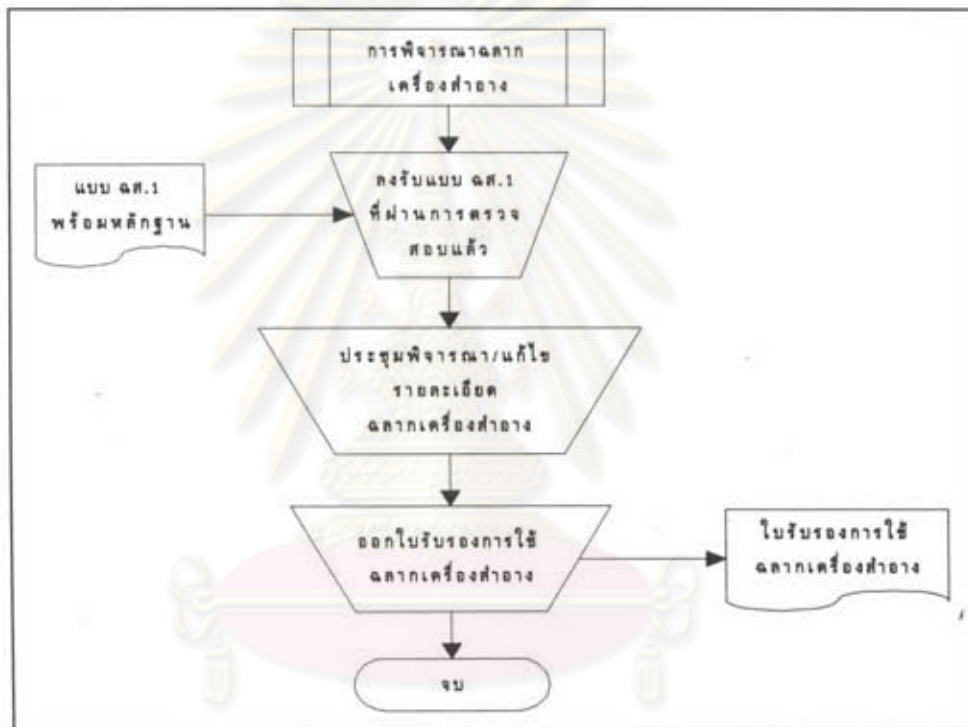 การพิจารณาฉลาก
เครื่องสำอาง
แบบ ฉส.1
พร้อมหลักฐาน
ลงรับแบบ ฉส.1
ที่ผ่านการตรวจ
สอบแล้ว
ประชุมพิจารณา/แก้ไข
รายละเอียด
ฉลากเครื่องสำอาง
ออกใบรับรองการใช้
ฉลากเครื่องสำอาง
ใบรับรองการใช้
ฉลากเครื่องสำอาง
จบ